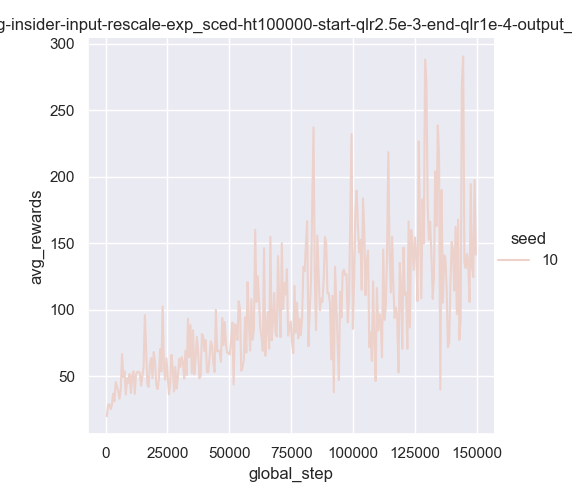 g-insider-input-rescale-exp_sced-ht100000-start-qlr2.5e-3-end-qlr1e-4-output_
300
250
200
150
100
50
avg_rewards
0 25000 50000 75000 100000 125000 150000
global_step
seed
10